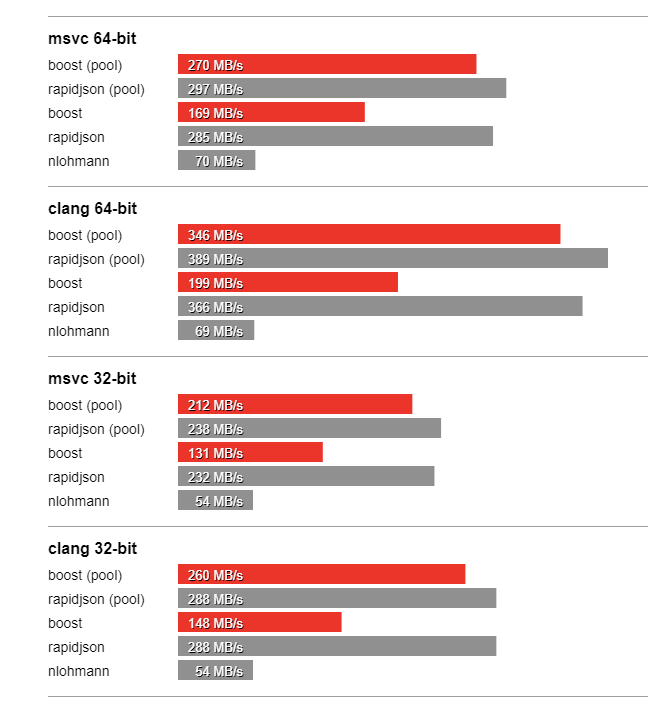 msvc 64-bit
boost (pool) 270 MB/s
rapidjson (pool) 297 MB/s
boost 169 MB/s
rapidjson 285 MB/s
nlohmann 70 MB/s
clang 64-bit
boost (pool) 346 MB/s
rapidjson (pool) 389 MB/s
boost 199 MB/s
rapidjson 366 MB/s
nlohmann 69 MB/s
msvc 32-bit
boost (pool) 212 MB/s
rapidjson (pool) 238 MB/s
boost 131 MB/s
rapidjson 232 MB/s
nlohmann 54 MB/s
clang 32-bit
boost (pool) 260 MB/s
rapidjson (pool) 288 MB/s
boost 148 MB/s
rapidjson 288 MB/s
nlohmann 54 MB/s